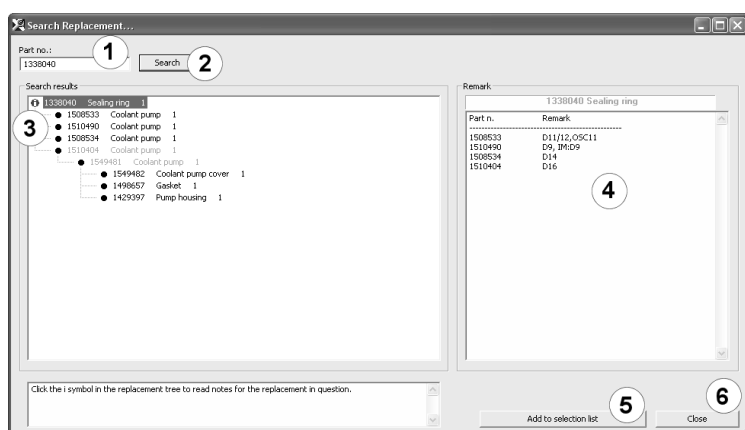 Search Replacement...
Part no.:
1338040
1
Search
2
Search results
1338040 Sealing ring 1
3
1508533 Coolant pump 1
1510490 Coolant pump 1
1508534 Coolant pump 1
1510404 Coolant pump 1
1549481 Coolant pump 1
1549482 Coolant pump cover 1
1498657 Gasket 1
1429397 Pump housing 1
Remark
1338040 Sealing ring
Part n. Remark
1508533 D11/12,OSC11
1510490 D9, IM:D9
1508534 D14
1510404 D16
4
Click the i symbol in the replacement tree to read notes for the replacement in question.
Add to selection list
5
Close
6